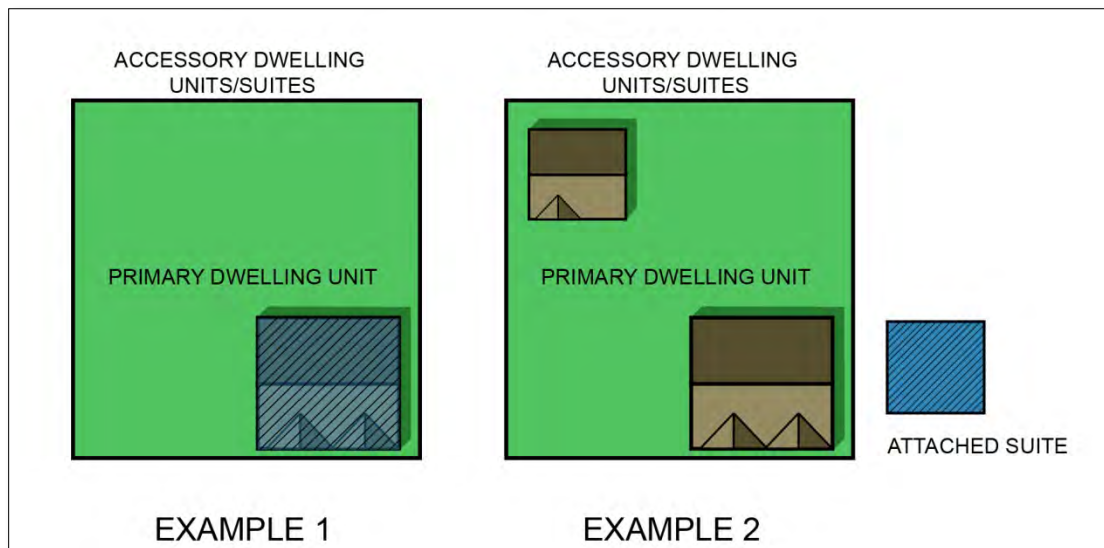 ACCESSORY DWELLING
UNITS/SUITES
PRIMARY DWELLING UNIT
EXAMPLE 1
ACCESSORY DWELLING
UNITS/SUITES
PRIMARY DWELLING UNIT
EXAMPLE 2
ATTACHED SUITE